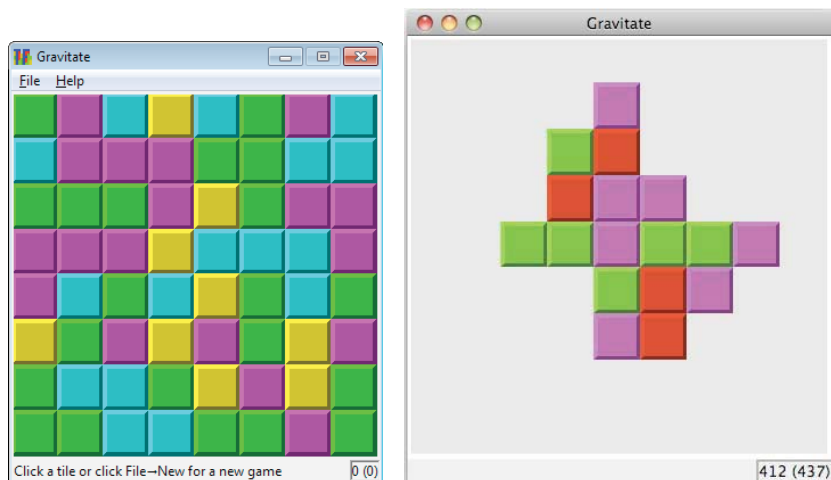 Gravitate
File Help
Click a tile or click File→New for a new game 0 (0)
Gravitate
412 (437)